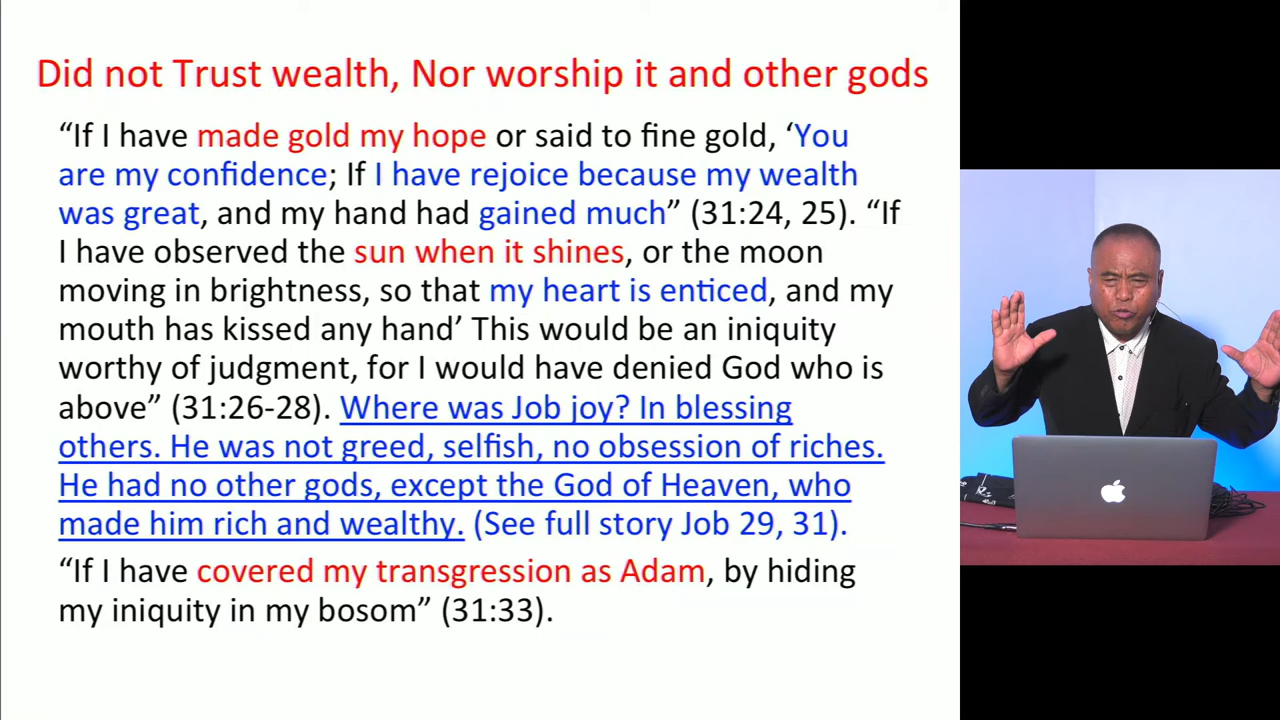 Did not Trust wealth, Nor worship it and other gods
“If I have made gold my hope or said to fine gold, ‘You
are my confidence; If I have rejoice because my wealth
was great, and my hand had gained much” (31:24, 25). “If
I have observed the sun when it shines, or the moon
moving in brightness, so that my heart is enticed, and my
mouth has kissed any hand’ This would be an iniquity
worthy of judgment, for I would have denied God who is
above” (31:26-28). Where was Job joy? In blessing
others. He was not greed, selfish, no obsession of riches.
He had no other gods, except the God of Heaven, who
made him rich and wealthy. (See full story Job 29, 31).
“If I have covered my transgression as Adam, by hiding
my iniquity in my bosom” (31:33).